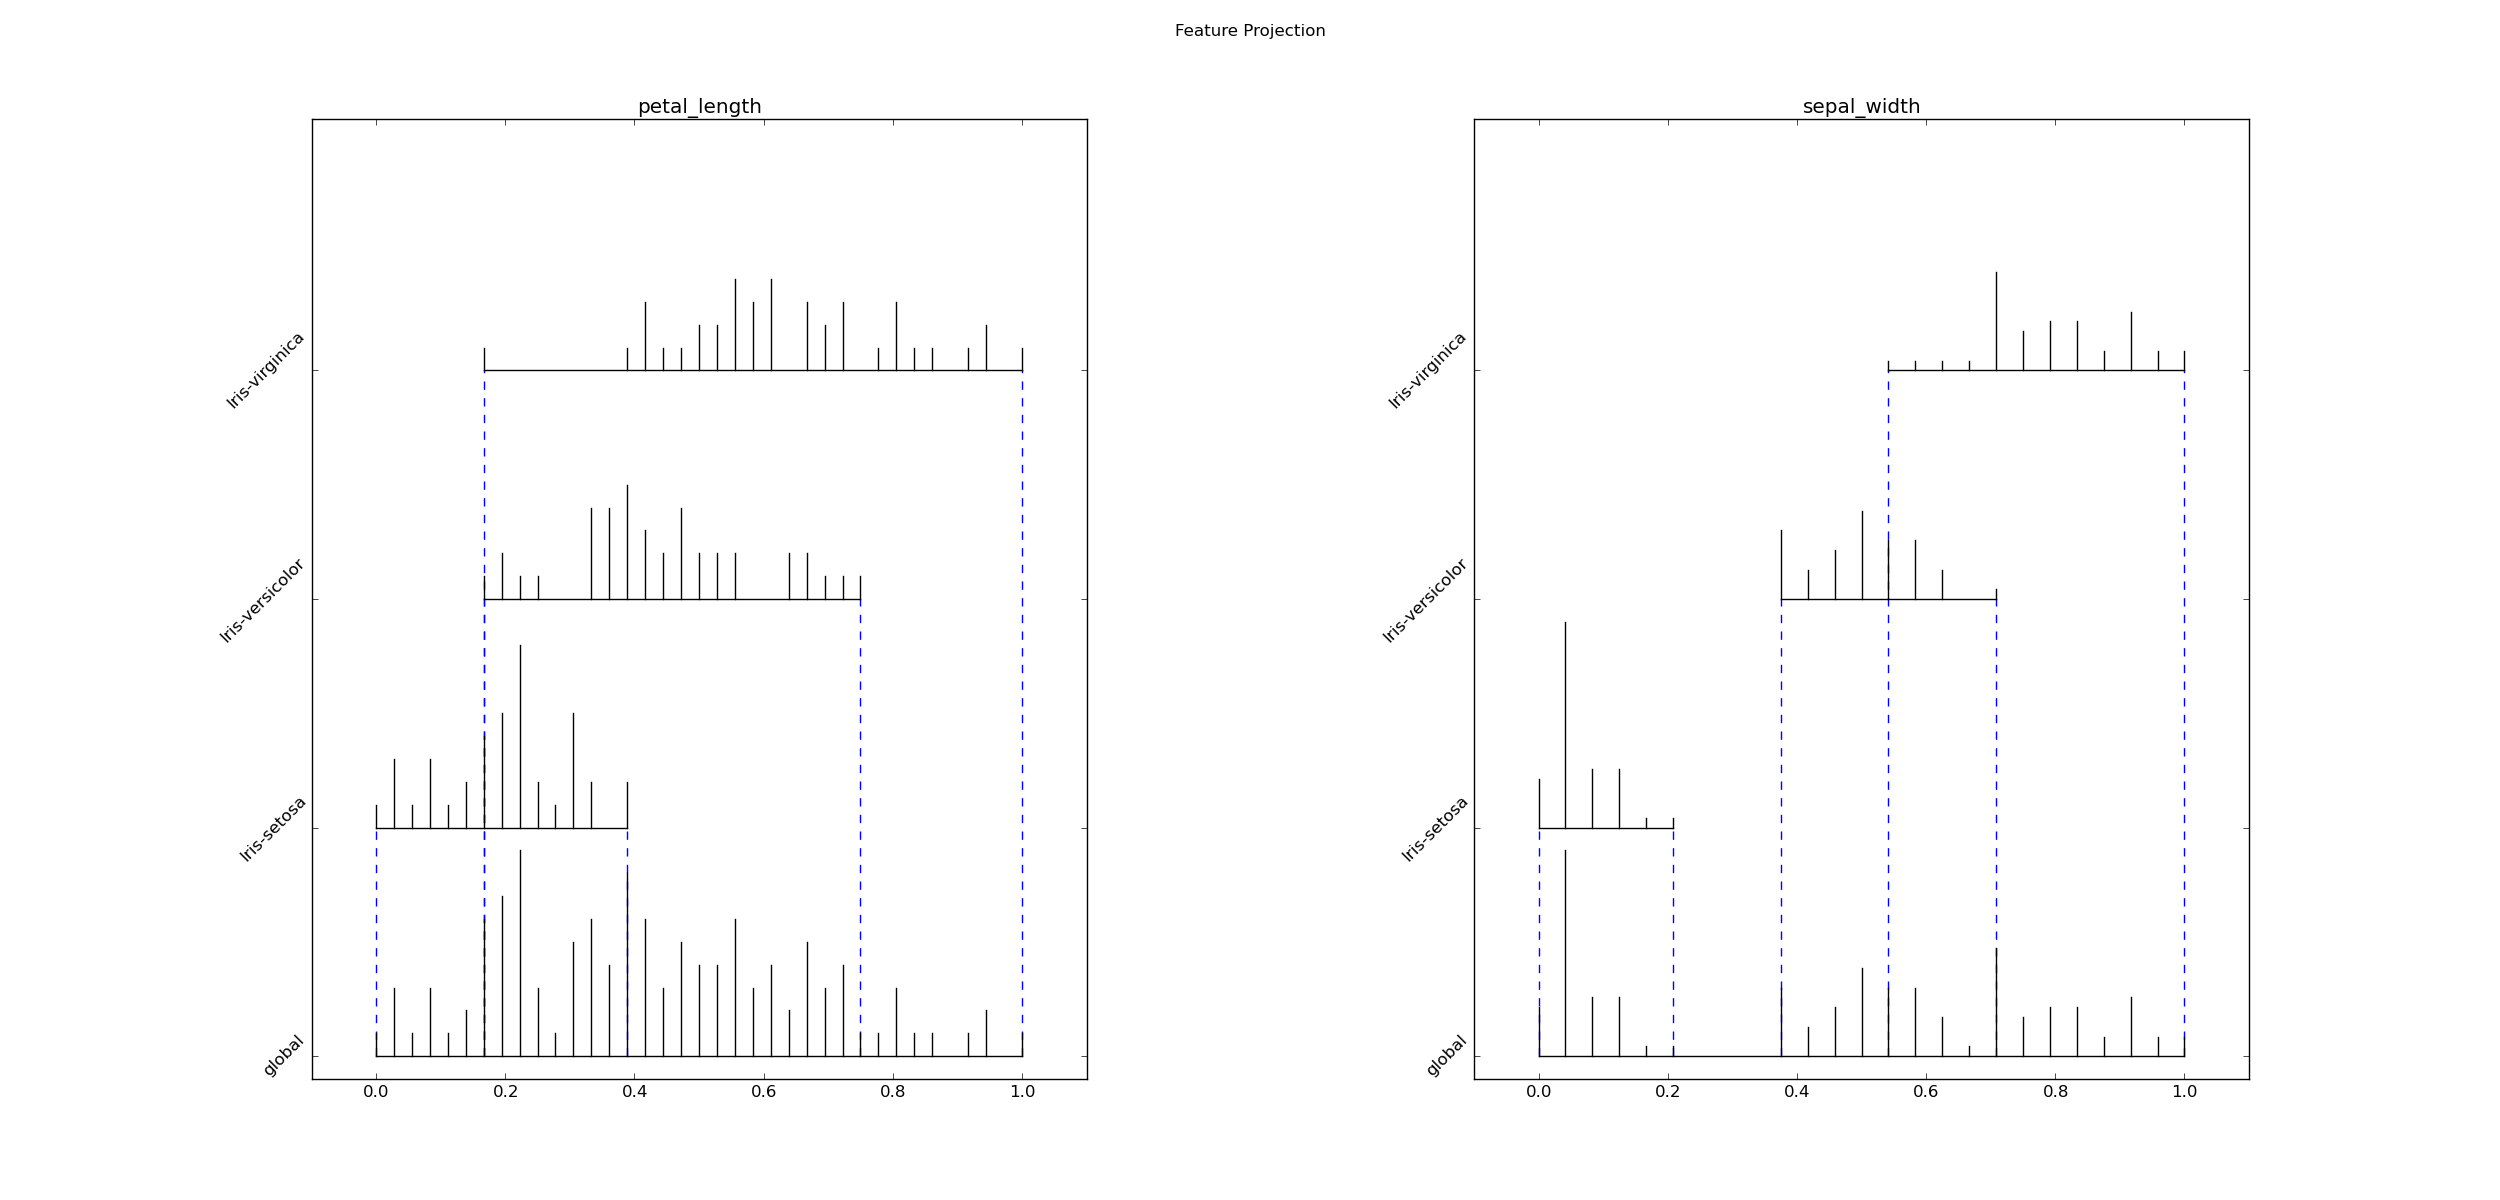 Feature Projection
petal_length
Iris-virginica
Iris-versicolor
Iris-setosa
global
0.0 0.2 0.4 0.6 0.8 1.0
sepal_width
Iris-virginica
Iris-versicolor
Iris-setosa
global
0.0 0.2 0.4 0.6 0.8 1.0